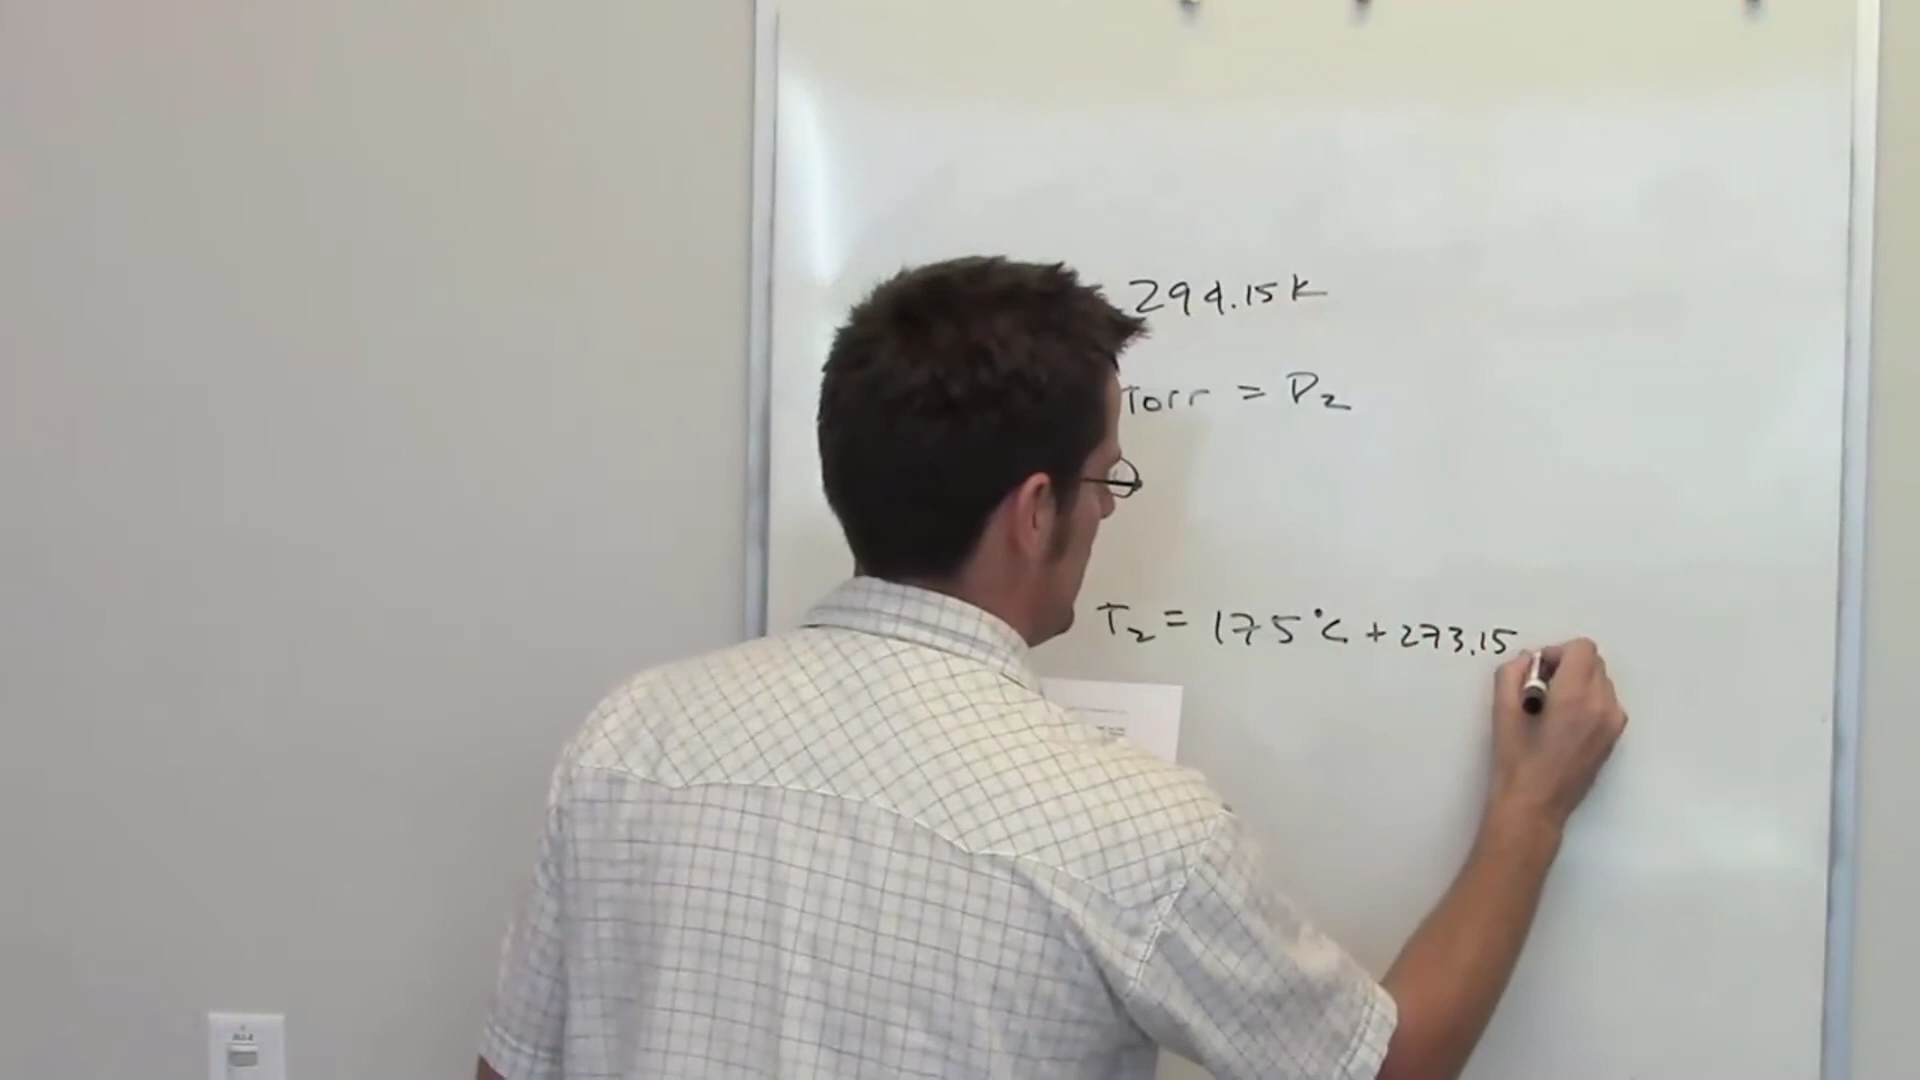 294.15K
Torr = P₂
T₂ = 175°C + 273.15